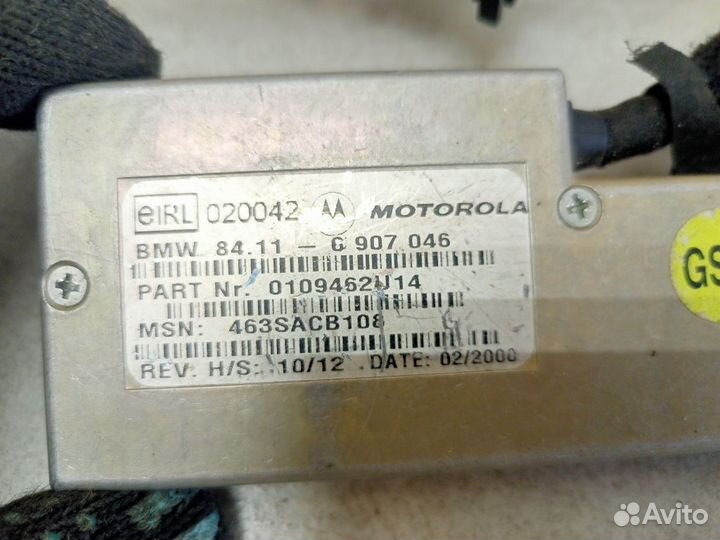 eIRL 020042 MOTOROLA
BMW 84.11 - 6 907 046
PART Nr. 0109462U14
MSN: 463SACB108
REV. H/S: 10/12 DATE: 02/2000
GS
Avito